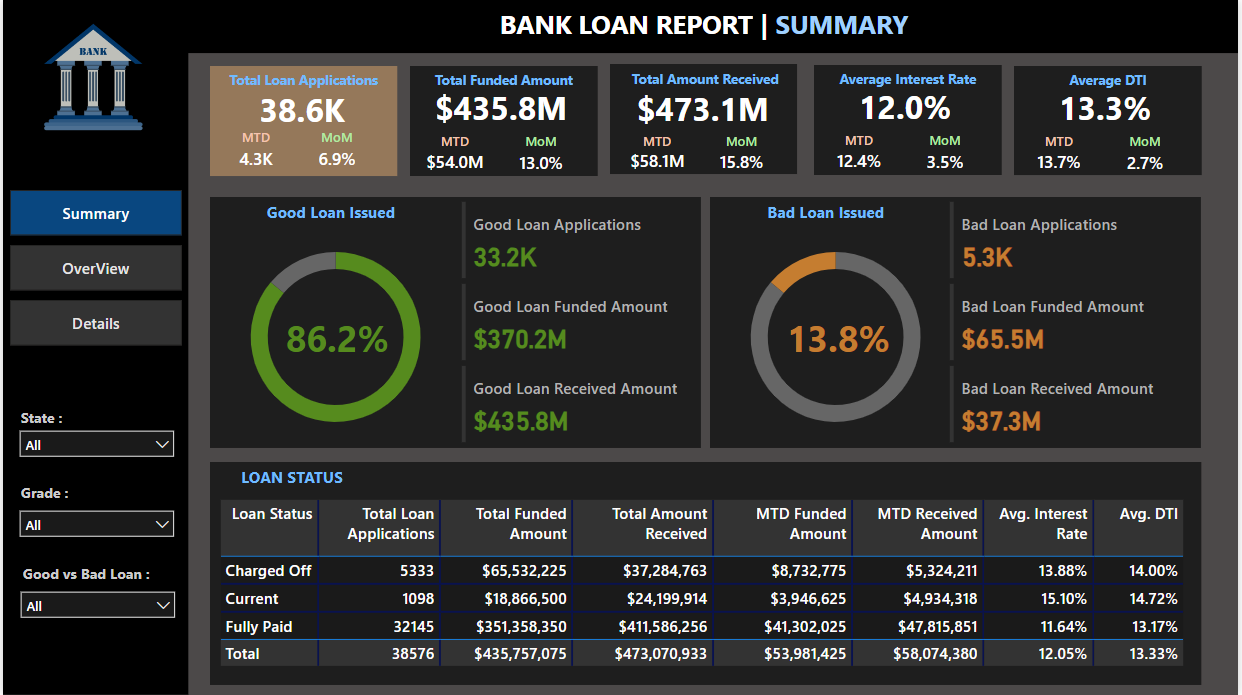 BANK LOAN REPORT | SUMMARY
BANK
Summary
OverView
Details
State :
All
Grade :
All
Good vs Bad Loan :
All
Total Loan Applications
38.6K
MTD MoM
4.3K 6.9%
Total Funded Amount
$435.8M
MTD MoM
$54.0M 13.0%
Total Amount Received
$473.1M
MTD MoM
$58.1M 15.8%
Average Interest Rate
12.0%
MTD MoM
12.4% 3.5%
Average DTI
13.3%
MTD MoM
13.7% 2.7%
Good Loan Issued
86.2%
Good Loan Applications
33.2K
Good Loan Funded Amount
$370.2M
Good Loan Received Amount
$435.8M
Bad Loan Issued
13.8%
Bad Loan Applications
5.3K
Bad Loan Funded Amount
$65.5M
Bad Loan Received Amount
$37.3M
LOAN STATUS
Loan Status Total Loan Total Funded Total Amount MTD Funded MTD Received Avg. Interest Avg. DTI
Applications Amount Received Amount Amount Rate
Charged Off 5333 $65,532,225 $37,284,763 $8,732,775 $5,324,211 13.88% 14.00%
Current 1098 $18,866,500 $24,199,914 $3,946,625 $4,934,318 15.10% 14.72%
Fully Paid 32145 $351,358,350 $411,586,256 $41,302,025 $47,815,851 11.64% 13.17%
Total 38576 $435,757,075 $473,070,933 $53,981,425 $58,074,380 12.05% 13.33%